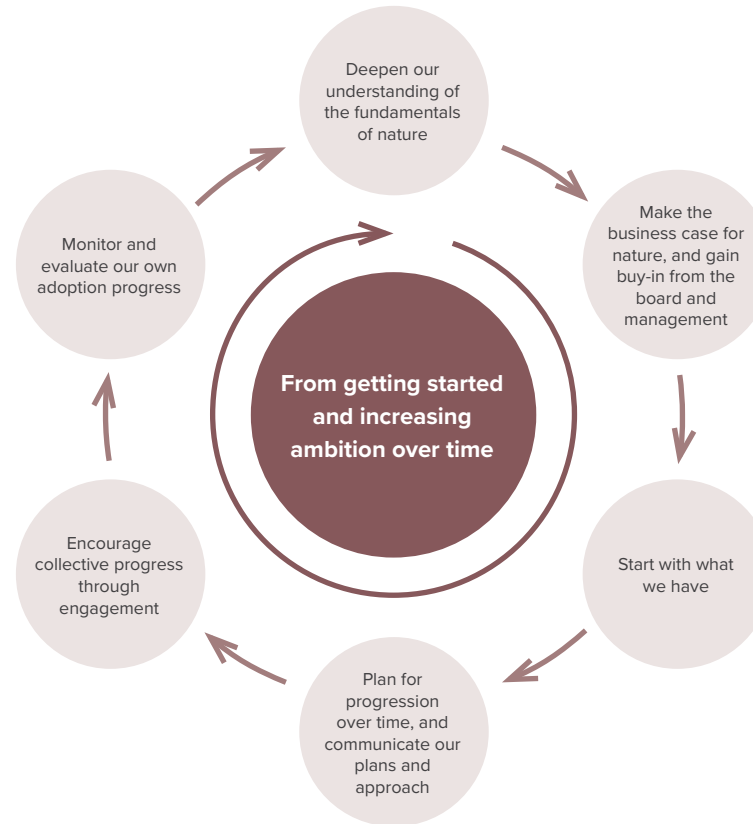 Deepen our
understanding of
the fundamentals
of nature
Make the
business case for
nature, and gain
buy-in from the
board and
management
Start with what
we have
Plan for
progression
over time, and
communicate our
plans and
approach
Encourage
collective progress
through
engagement
Monitor and
evaluate our own
adoption progress
From getting started
and increasing
ambition over time